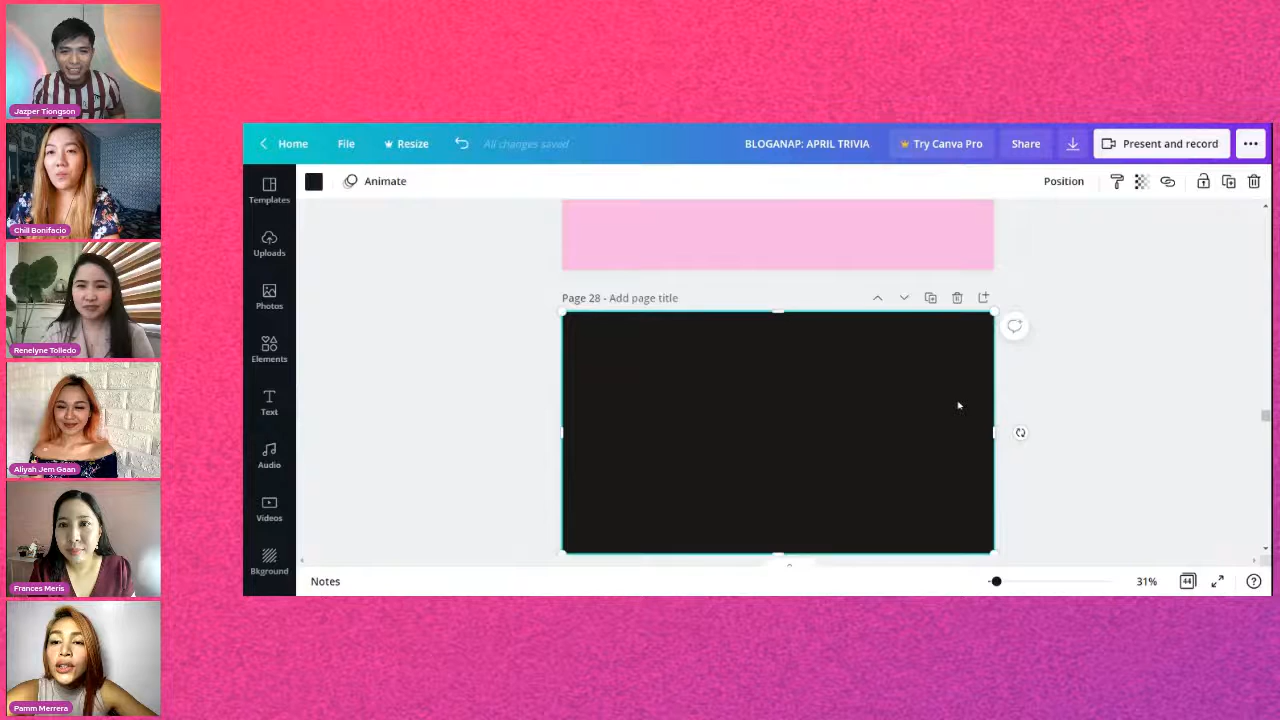 Jazper Tiongson
Chill Bonifacio
Renelyne Tolledo
Aliyah Jem Gaan
Frances Meris
Pamm Merrera
Home File Resize All changes saved BLOGANAP: APRIL TRIVIA Try Canva Pro Share Present and record
Animate Position
Templates
Uploads
Photos
Elements
Text
Audio
Videos
Bkground
Page 28 - Add page title
Notes 31% 44